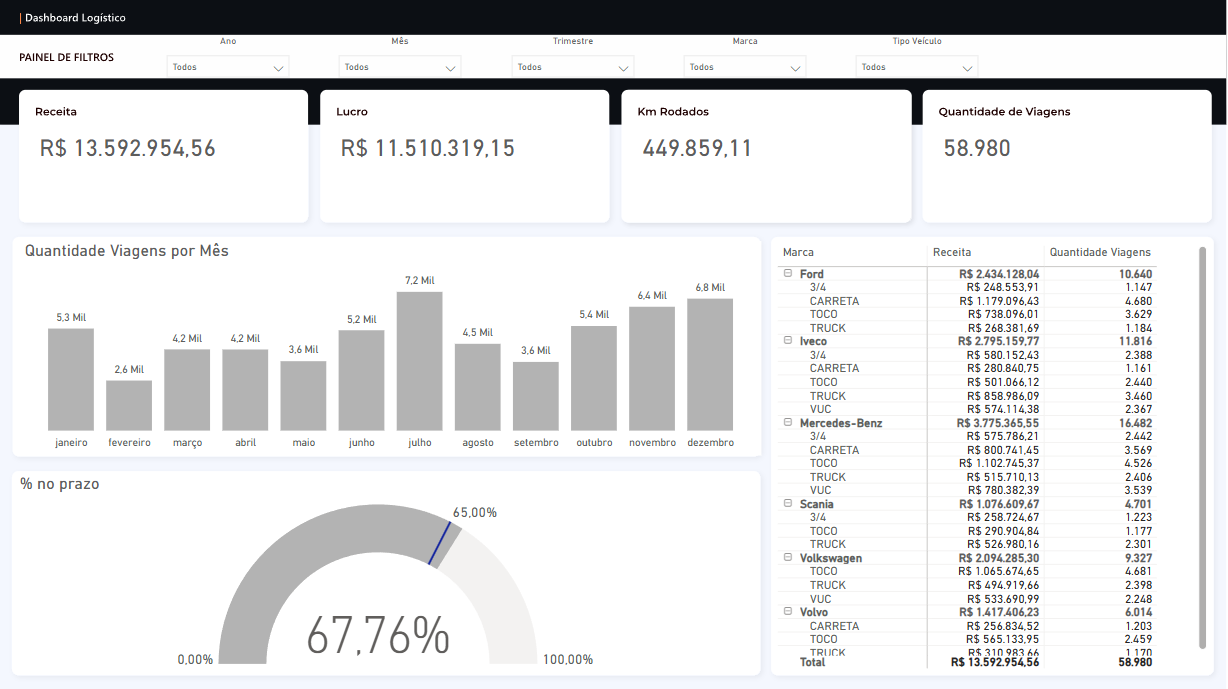 Dashboard Logístico
PAINEL DE FILTROS
Ano
Todos
Mês
Todos
Trimestre
Todos
Marca
Todos
Tipo Veículo
Todos
Receita
R$ 13.592.954,56
Lucro
R$ 11.510.319,15
Km Rodados
449.859,11
Quantidade de Viagens
58.980
Quantidade Viagens por Mês
5,3 Mil
2,6 Mil
4,2 Mil
4,2 Mil
3,6 Mil
5,2 Mil
7,2 Mil
4,5 Mil
3,6 Mil
5,4 Mil
6,4 Mil
6,8 Mil
janeiro fevereiro março abril maio junho julho agosto setembro outubro novembro dezembro
% no prazo
65,00%
67,76%
0,00%
100,00%
Marca Receita Quantidade Viagens
Ford R$ 2.434.128,04 10.640
3/4 R$ 248.553,91 1.147
CARRETA R$ 1.179.096,43 4.680
TOCO R$ 738.096,01 3.629
TRUCK R$ 268.381,69 1.184
Iveco R$ 2.795.159,77 11.816
3/4 R$ 580.152,43 2.388
CARRETA R$ 280.840,75 1.161
TOCO R$ 501.066,12 2.440
TRUCK R$ 858.986,09 3.460
VUC R$ 574.114,38 2.367
Mercedes-Benz R$ 3.775.365,55 16.482
3/4 R$ 575.786,21 2.442
CARRETA R$ 800.741,45 3.569
TOCO R$ 1.102.745,37 4.526
TRUCK R$ 515.710,13 2.406
VUC R$ 780.382,39 3.539
Scania R$ 1.076.609,67 4.701
3/4 R$ 258.724,67 1.223
TOCO R$ 290.904,84 1.177
TRUCK R$ 526.980,16 2.301
Volkswagen R$ 2.094.285,30 9.327
TOCO R$ 1.065.674,65 4.681
TRUCK R$ 494.919,66 2.398
VUC R$ 533.690,99 2.248
Volvo R$ 1.417.406,23 6.014
CARRETA R$ 256.834,52 1.203
TOCO R$ 565.133,95 2.459
TRUCK R$ 310.983,66 1.170
Total R$ 13.592.954,56 58.980